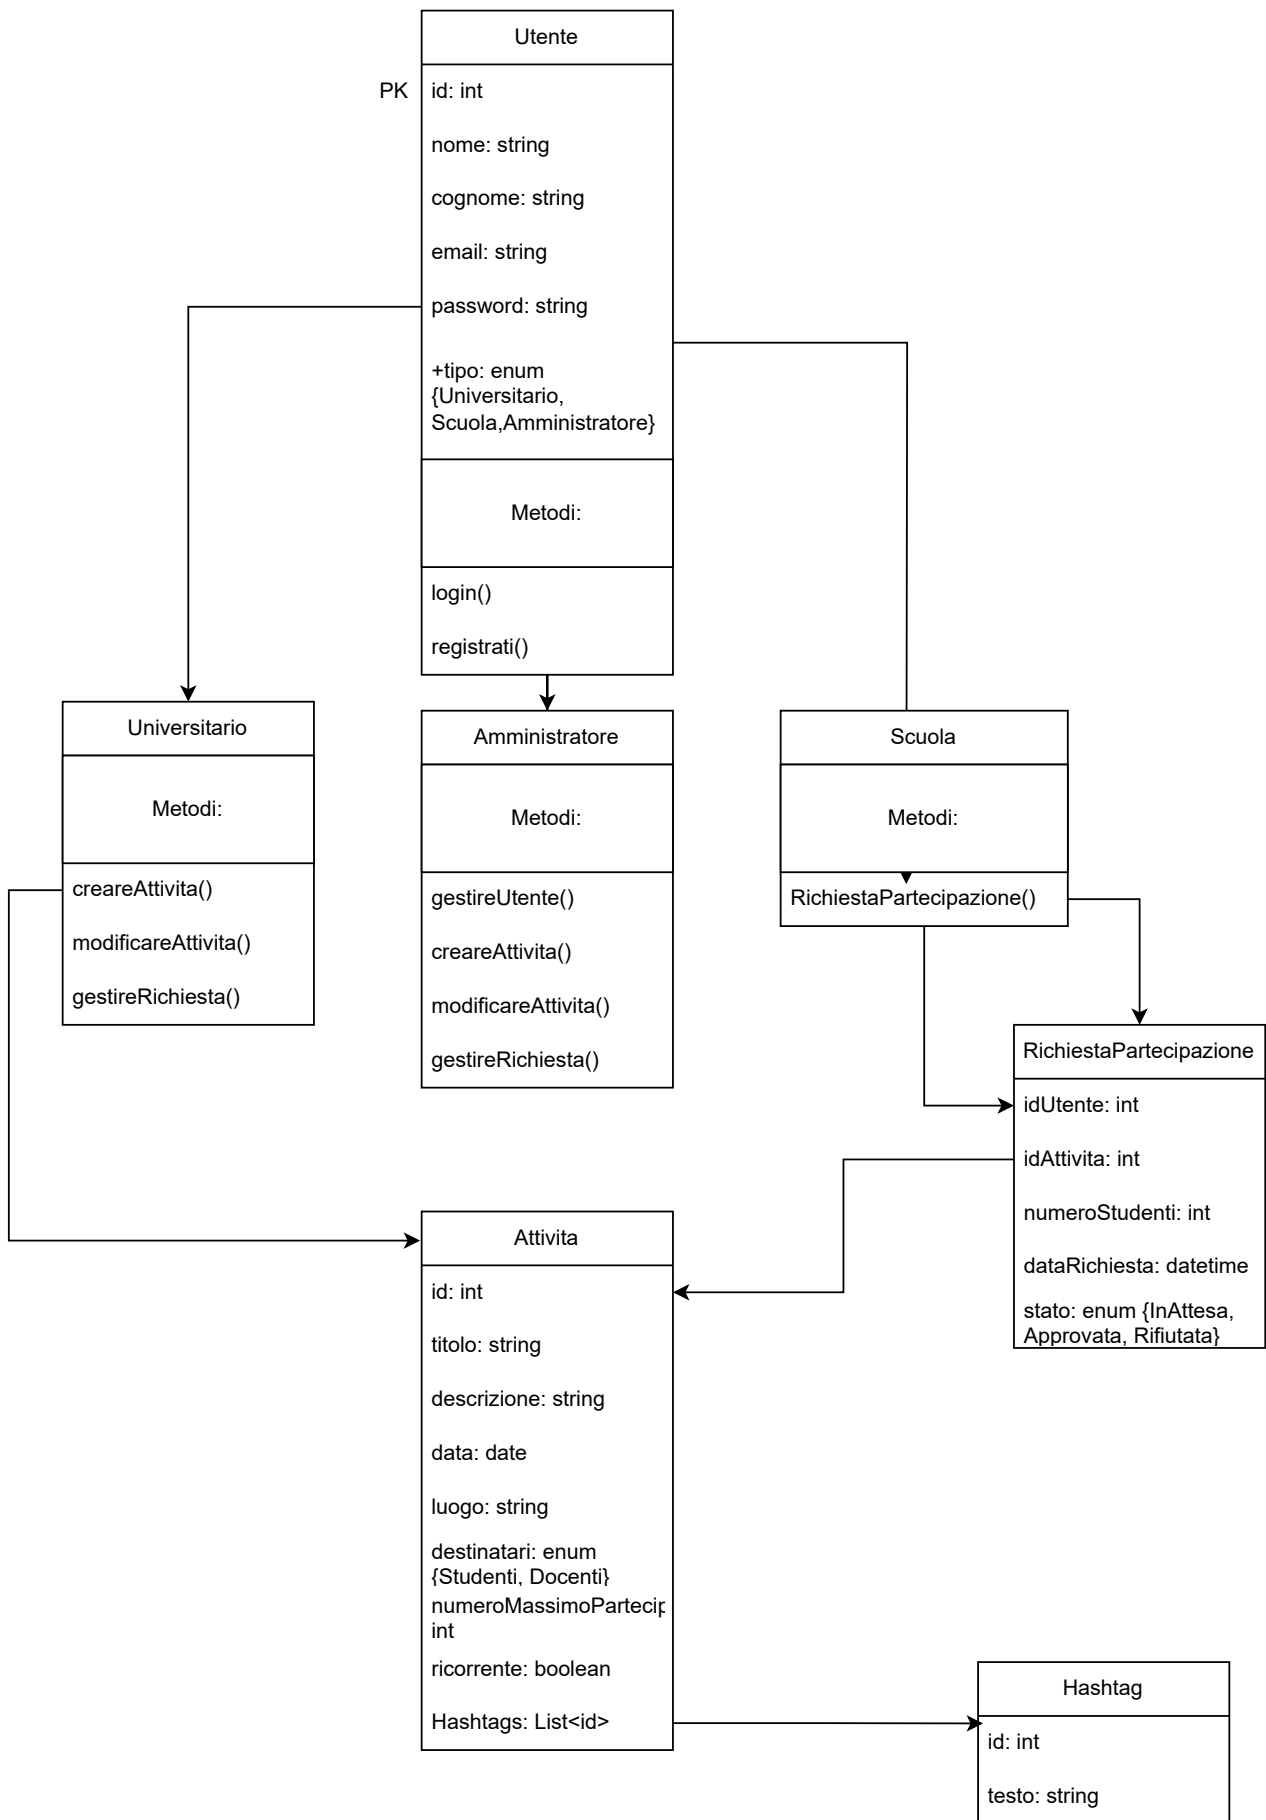 Utente
PK
id: int
nome: string
cognome: string
email: string
password: string
+tipo: enum
{Universitario,
Scuola,Amministratore}
Metodi:
login()
registrati()
Universitario
Metodi:
creareAttivita()
modificareAttivita()
gestireRichiesta()
Amministratore
Metodi:
gestireUtente()
creareAttivita()
modificareAttivita()
gestireRichiesta()
Scuola
Metodi:
RichiestaPartecipazione()
RichiestaPartecipazione
idUtente: int
idAttivita: int
numeroStudenti: int
dataRichiesta: datetime
stato: enum {InAttesa,
Approvata, Rifiutata}
Attivita
id: int
titolo: string
descrizione: string
data: date
luogo: string
destinatari: enum
{Studenti, Docenti}
numeroMassimoPartecip
int
ricorrente: boolean
Hashtags: List<id>
Hashtag
id: int
testo: string